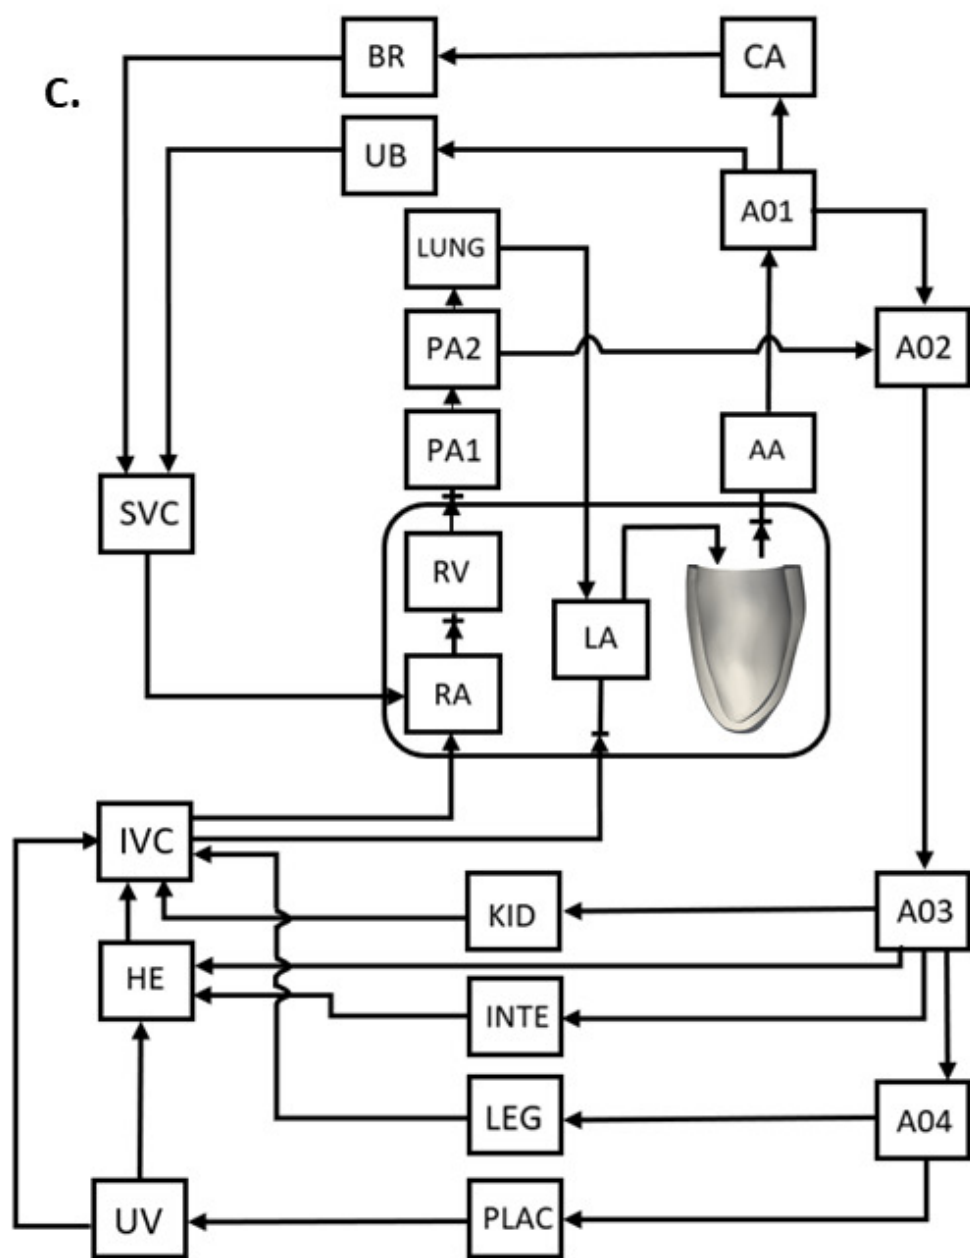 C.
BR
CA
UB
A01
LUNG
PA2
A02
PA1
AA
SVC
RV
LA
RA
IVC
KID
A03
HE
INTE
LEG
A04
UV
PLAC